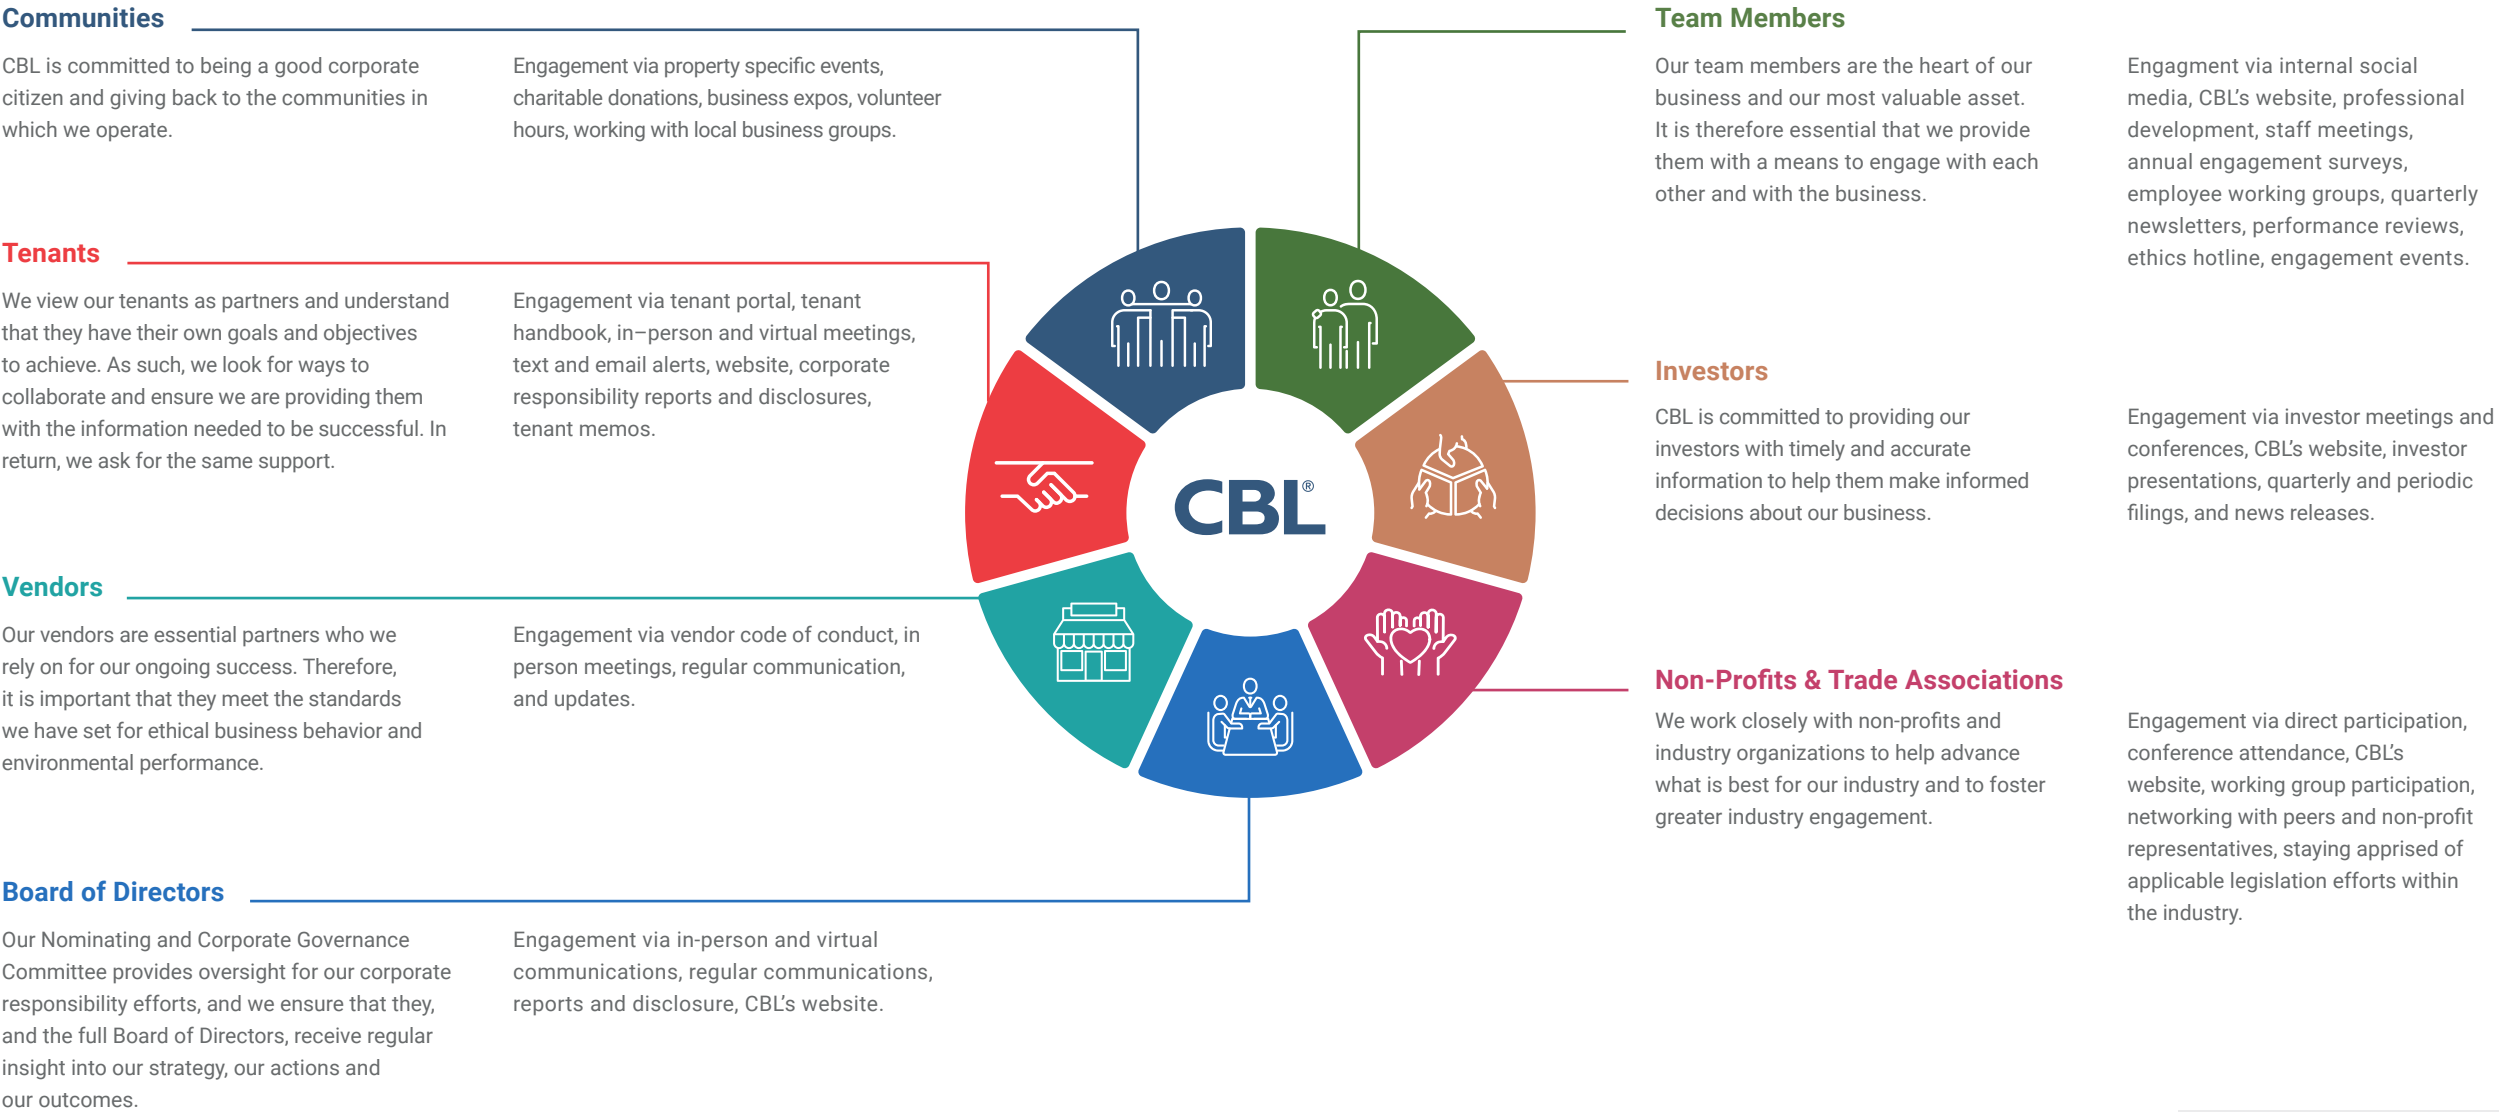 Communities
CBL is committed to being a good corporate
citizen and giving back to the communities in
which we operate.
Engagement via property specific events,
charitable donations, business expos, volunteer
hours, working with local business groups.
Tenants
We view our tenants as partners and understand
that they have their own goals and objectives
to achieve. As such, we look for ways to
collaborate and ensure we are providing them
with the information needed to be successful. In
return, we ask for the same support.
Engagement via tenant portal, tenant
handbook, in–person and virtual meetings,
text and email alerts, website, corporate
responsibility reports and disclosures,
tenant memos.
Vendors
Our vendors are essential partners who we
rely on for our ongoing success. Therefore,
it is important that they meet the standards
we have set for ethical business behavior and
environmental performance.
Engagement via vendor code of conduct, in
person meetings, regular communication,
and updates.
Board of Directors
Our Nominating and Corporate Governance
Committee provides oversight for our corporate
responsibility efforts, and we ensure that they,
and the full Board of Directors, receive regular
insight into our strategy, our actions and
our outcomes.
Engagement via in-person and virtual
communications, regular communications,
reports and disclosure, CBL’s website.
CBL®
Team Members
Our team members are the heart of our
business and our most valuable asset.
It is therefore essential that we provide
them with a means to engage with each
other and with the business.
Engagment via internal social
media, CBL’s website, professional
development, staff meetings,
annual engagement surveys,
employee working groups, quarterly
newsletters, performance reviews,
ethics hotline, engagement events.
Investors
CBL is committed to providing our
investors with timely and accurate
information to help them make informed
decisions about our business.
Engagement via investor meetings and
conferences, CBL’s website, investor
presentations, quarterly and periodic
filings, and news releases.
Non-Profits & Trade Associations
We work closely with non-profits and
industry organizations to help advance
what is best for our industry and to foster
greater industry engagement.
Engagement via direct participation,
conference attendance, CBL’s
website, working group participation,
networking with peers and non-profit
representatives, staying apprised of
applicable legislation efforts within
the industry.